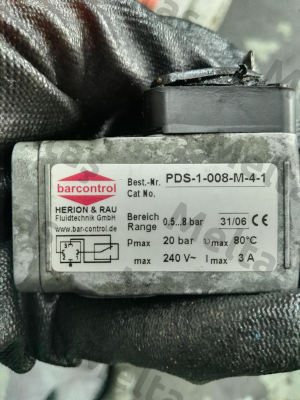 barcontrol
HERION & RAU
Fluidtechnik GmbH
www.bar-control.de
Best.-Nr. PDS-1-008-M-4-1
Cat No.
Bereich 0,5...8 bar 31/06 CE
Range
Pmax 20 bar υmax 80°C
max 240 V~ Imax 3 A